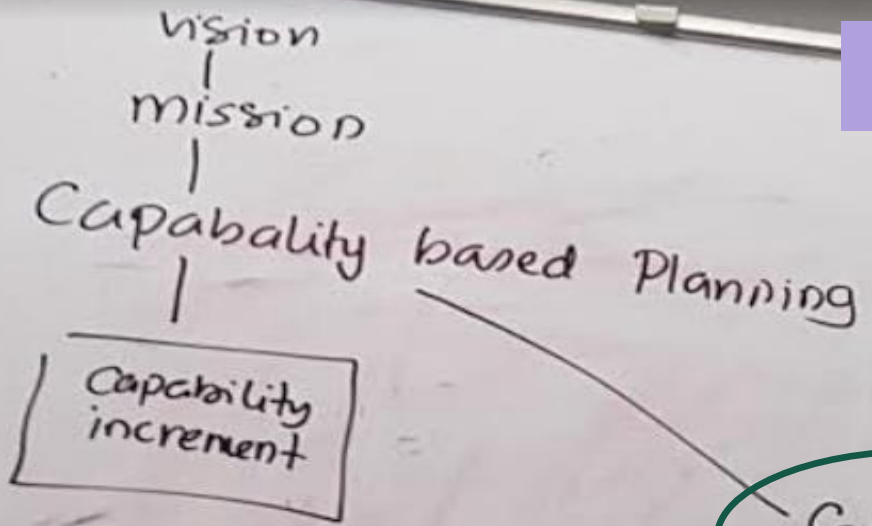 vision
mission
Capabality based Planning
Capability
increment